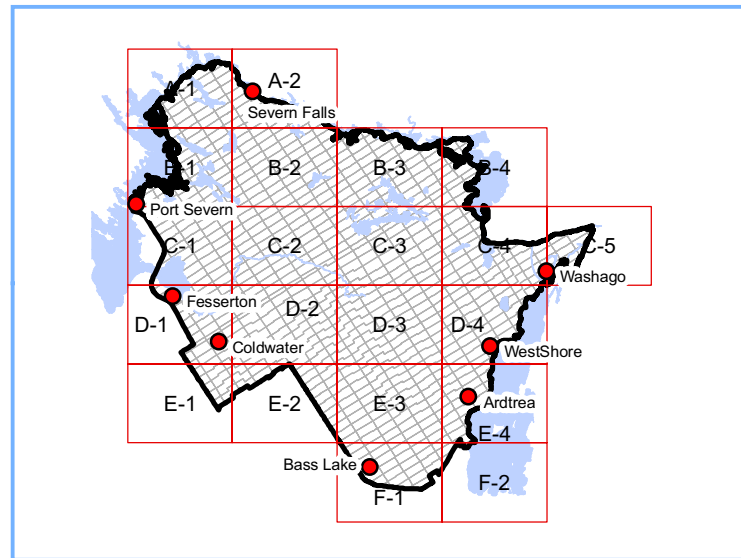 A-1
A-2
Severn Falls
B-1
B-2
B-3
B-4
Port Severn
C-1
C-2
C-3
C-4
C-5
Washago
Fesserton
D-1
D-2
D-3
D-4
Coldwater
WestShore
E-1
E-2
E-3
Ardtrea
E-4
Bass Lake
F-1
F-2